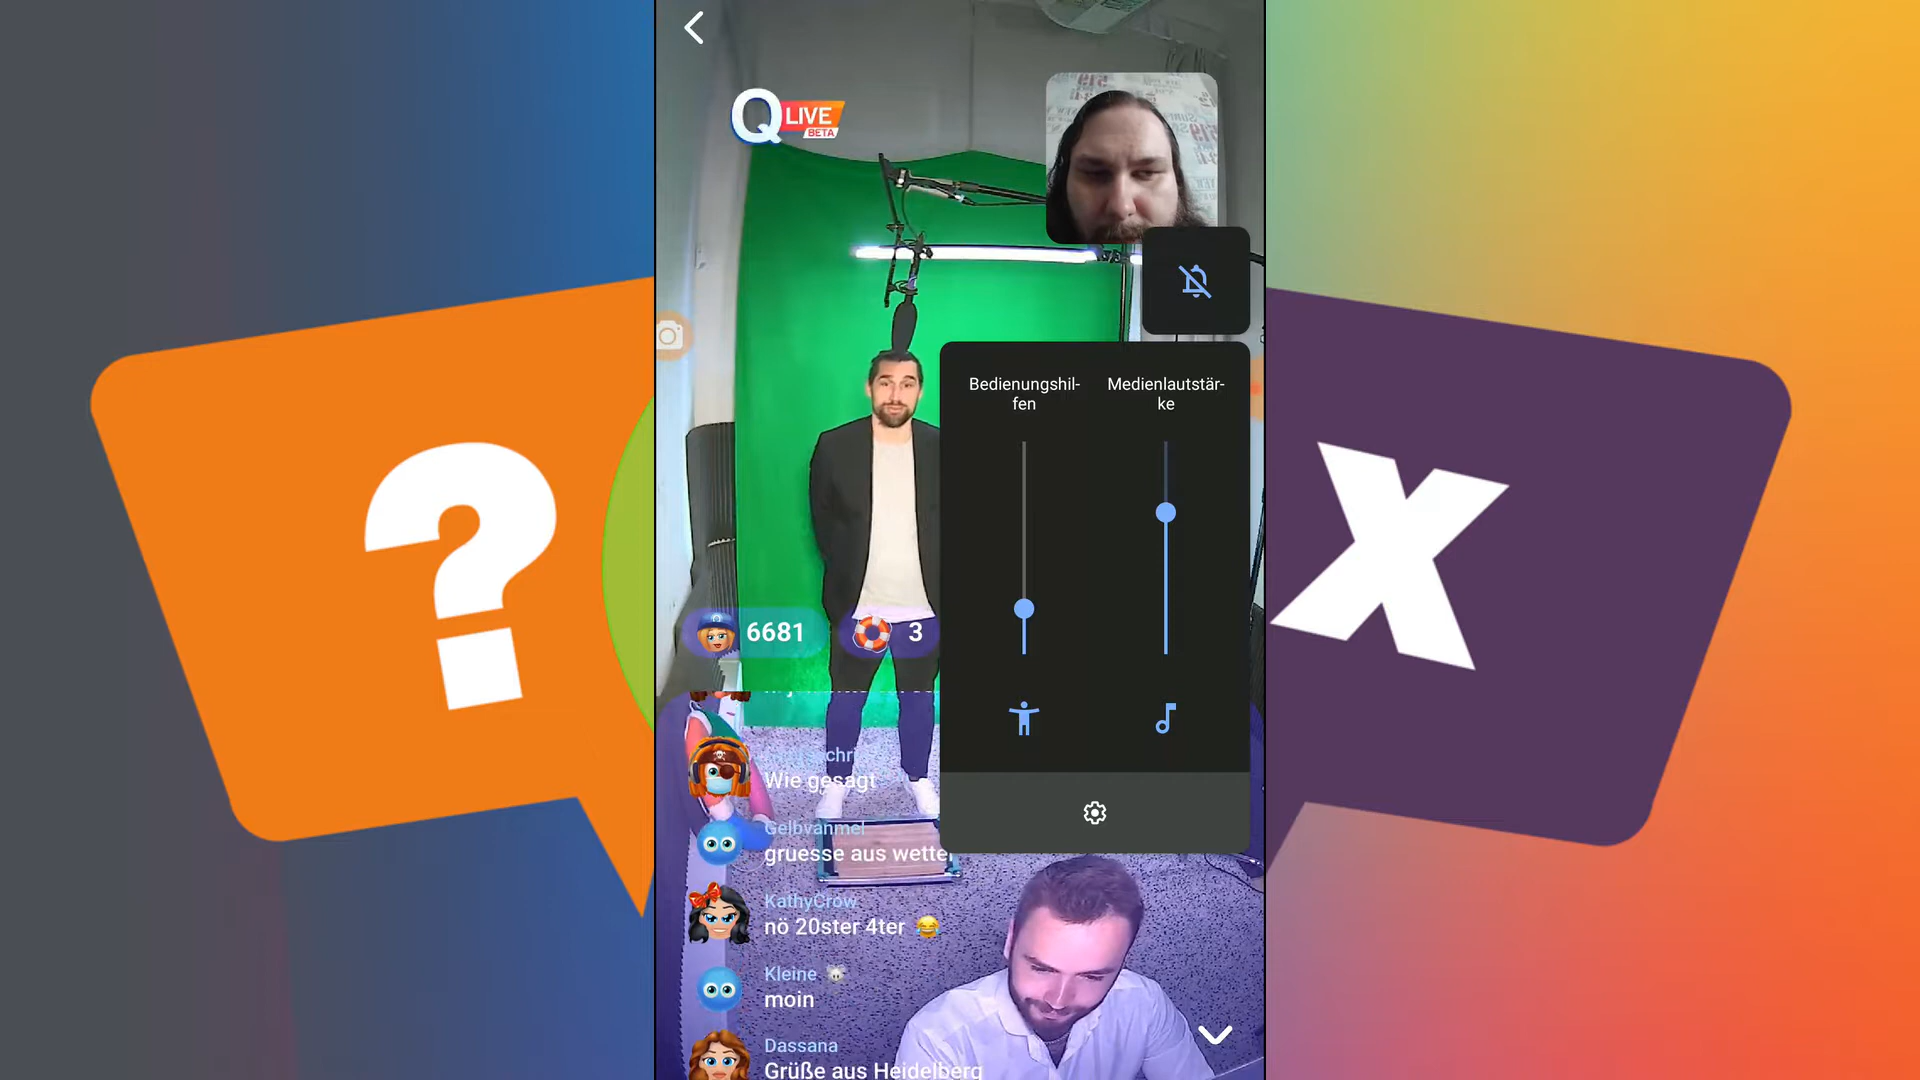 Q LIVE
BETA
Bedienungshil-
fen
Medienlautstär-
ke
?
X
6681
3
Wie gesagt
Gelbvanmel
gruesse aus wetter
KathyCrow
nö 20ster 4ter 😂
Kleine
moin
Dassana
Grüße aus Heidelberg